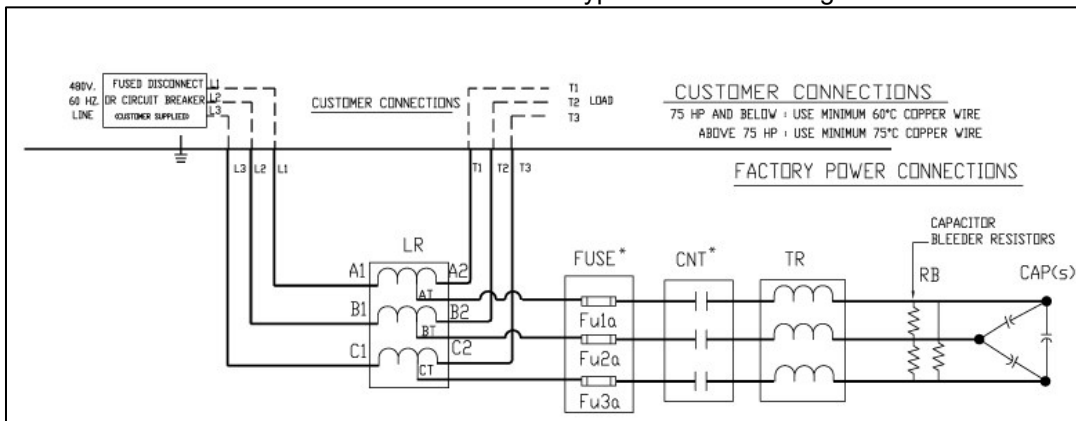 480V.
60 HZ.
LINE
FUSED DISCONNECT
OR CIRCUIT BREAKER
(CUSTOMER SUPPLIED)
L1
L2
L3
CUSTOMER CONNECTIONS
T1
T2 LOAD
T3
CUSTOMER CONNECTIONS
75 HP AND BELOW : USE MINIMUM 60°C COPPER WIRE
ABOVE 75 HP : USE MINIMUM 75°C COPPER WIRE
L3 L2 L1
T1 T2 T3
FACTORY POWER CONNECTIONS
LR
FUSE*
CNT*
TR
CAPACITOR
BLEEDER RESISTORS
RB
CAP(s)
A1 A2
AT
B1 B2
BT
C1 C2
CT
Fu1a
Fu2a
Fu3a